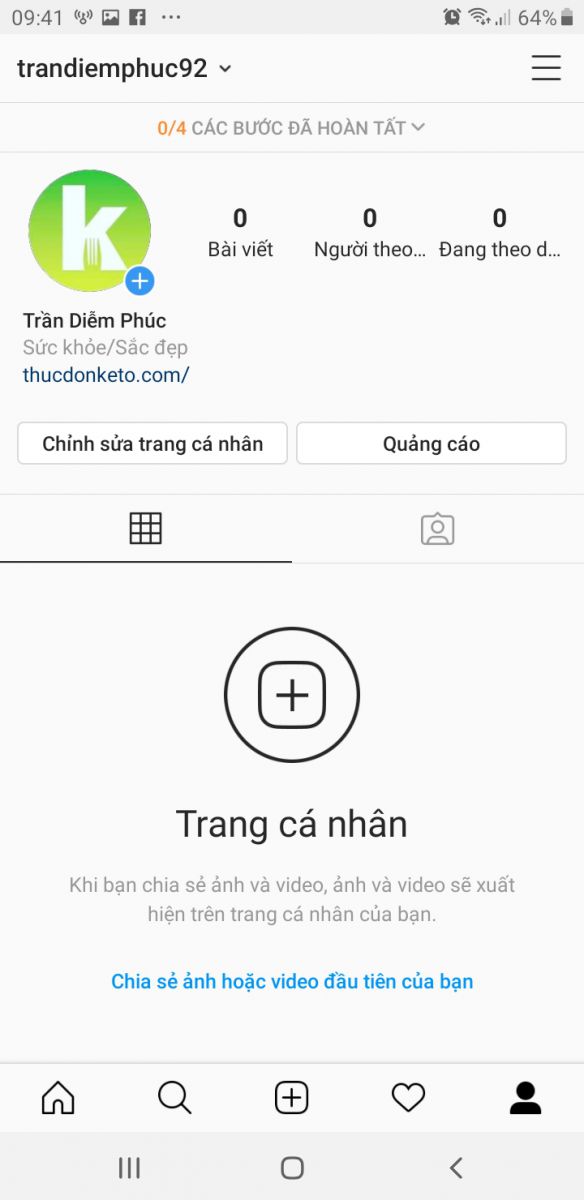 09:41 ... 64%
trandiemphuc92
0/4 CÁC BƯỚC ĐÃ HOÀN TẤT
k
0 0 0
Bài viết Người theo... Đang theo d...
Trần Diễm Phúc
Sức khỏe/Sắc đẹp
thucdonketo.com/
Chỉnh sửa trang cá nhân Quảng cáo
Trang cá nhân
Khi bạn chia sẻ ảnh và video, ảnh và video sẽ xuất
hiện trên trang cá nhân của bạn.
Chia sẻ ảnh hoặc video đầu tiên của bạn